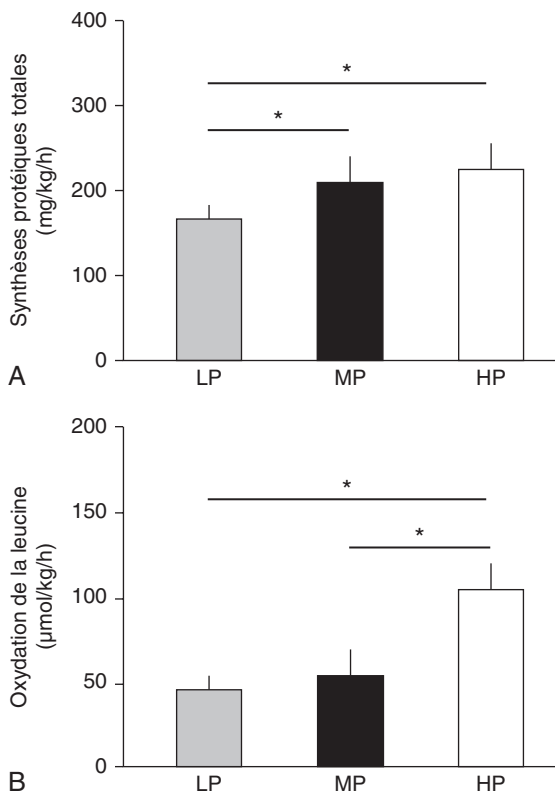 400
300
200
100
0
Synthèses protéiques totales
(mg/kg/h)
*
*
LP MP HP
A
200
150
100
50
0
Oxydation de la leucine
(µmol/kg/h)
*
*
LP MP HP
B